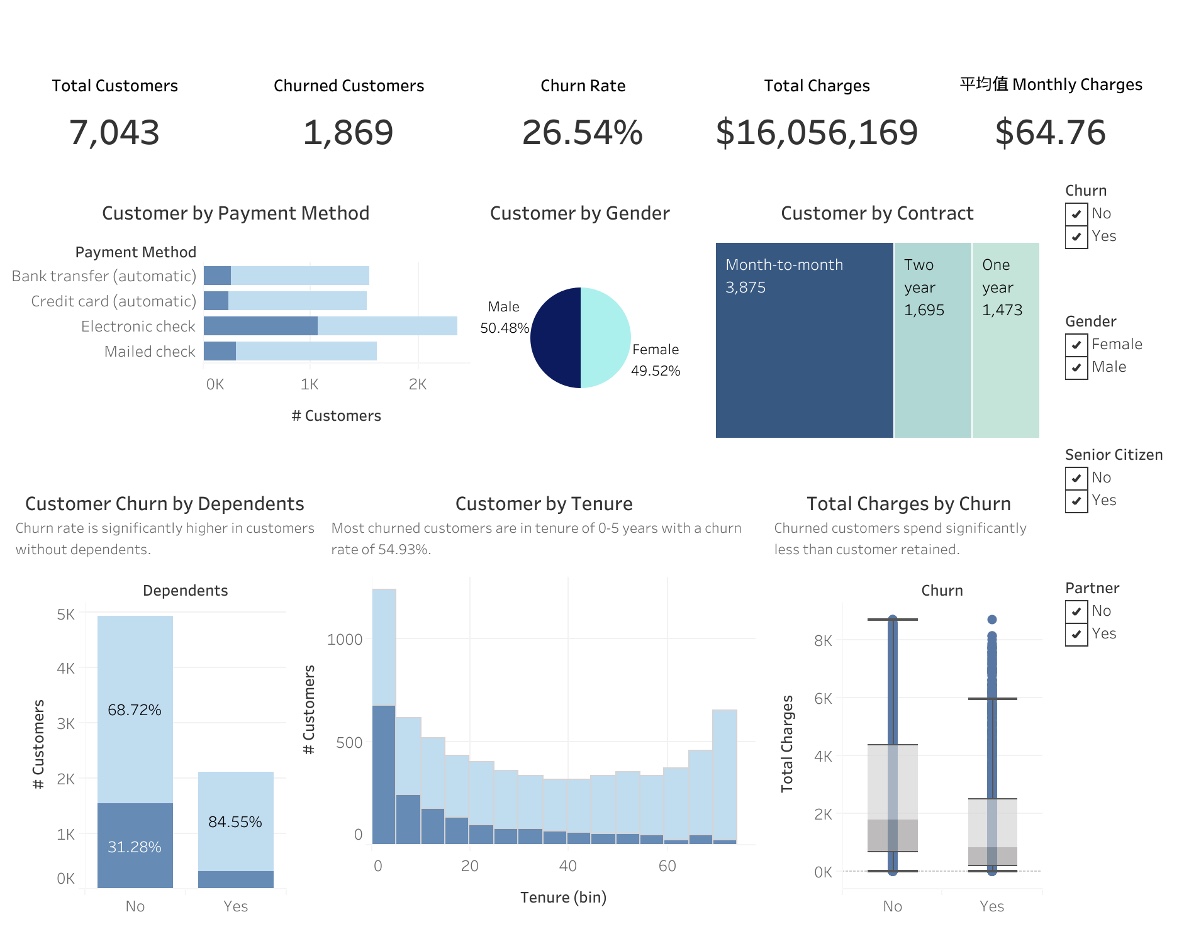 Total Customers
7,043
Churned Customers
1,869
Churn Rate
26.54%
Total Charges
$16,056,169
平均值 Monthly Charges
$64.76
Customer by Payment Method
Payment Method
Bank transfer (automatic)
Credit card (automatic)
Electronic check
Mailed check
0K 1K 2K
# Customers
Customer by Gender
Male
50.48%
Female
49.52%
Customer by Contract
Month-to-month
3,875
Two
year
1,695
One
year
1,473
Churn
No
Yes
Gender
Female
Male
Senior Citizen
No
Yes
Partner
No
Yes
Customer Churn by Dependents
Churn rate is significantly higher in customers
without dependents.
Dependents
# Customers
5K
4K
3K
2K
1K
0K
68.72%
31.28%
84.55%
No Yes
Customer by Tenure
Most churned customers are in tenure of 0-5 years with a churn
rate of 54.93%.
# Customers
1000
500
0
0 20 40 60
Tenure (bin)
Total Charges by Churn
Churned customers spend significantly
less than customer retained.
Churn
Total Charges
8K
6K
4K
2K
0K
No Yes